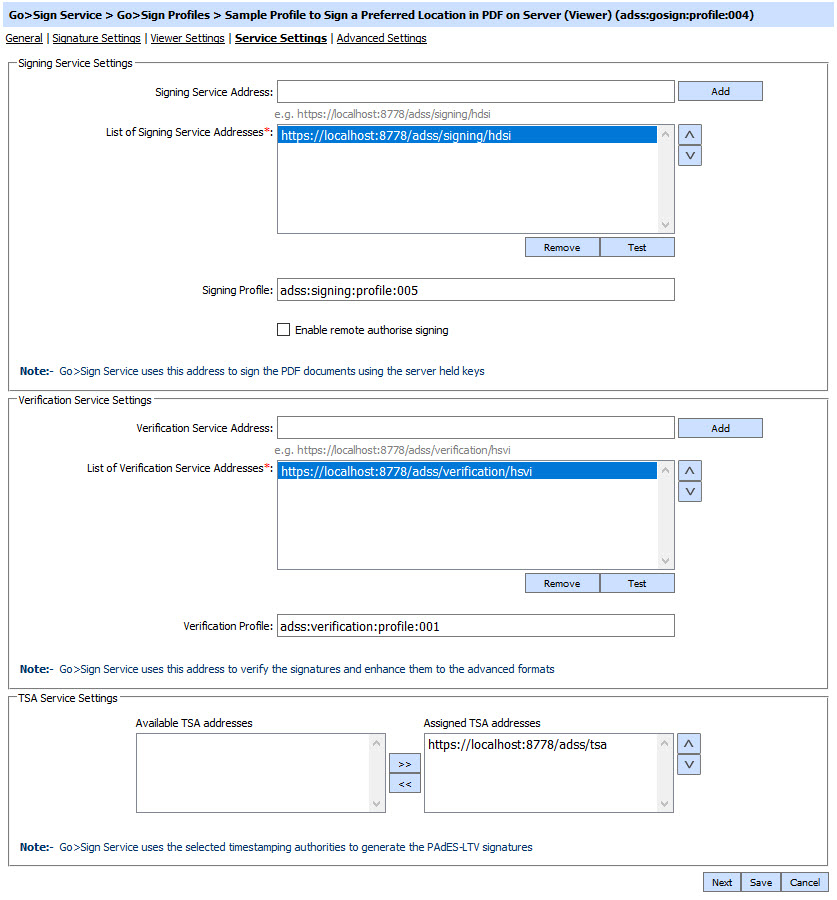 Go>Sign Service > Go>Sign Profiles > Sample Profile to Sign a Preferred Location in PDF on Server (Viewer) (adss:gosign:profile:004)
General | Signature Settings | Viewer Settings | Service Settings | Advanced Settings
Signing Service Settings
Signing Service Address: Add
e.g. https://localhost:8778/adss/signing/hdsi
List of Signing Service Addresses*: https://localhost:8778/adss/signing/hdsi
Remove Test
Signing Profile: adss:signing:profile:005
Enable remote authorise signing
Note:- Go>Sign Service uses this address to sign the PDF documents using the server held keys
Verification Service Settings
Verification Service Address: Add
e.g. https://localhost:8778/adss/verification/hsvi
List of Verification Service Addresses*: https://localhost:8778/adss/verification/hsvi
Remove Test
Verification Profile: adss:verification:profile:001
Note:- Go>Sign Service uses this address to verify the signatures and enhance them to the advanced formats
TSA Service Settings
Available TSA addresses Assigned TSA addresses
https://localhost:8778/adss/tsa
>>
<<
Note:- Go>Sign Service uses the selected timestamping authorities to generate the PAdES-LTV signatures
Next Save Cancel